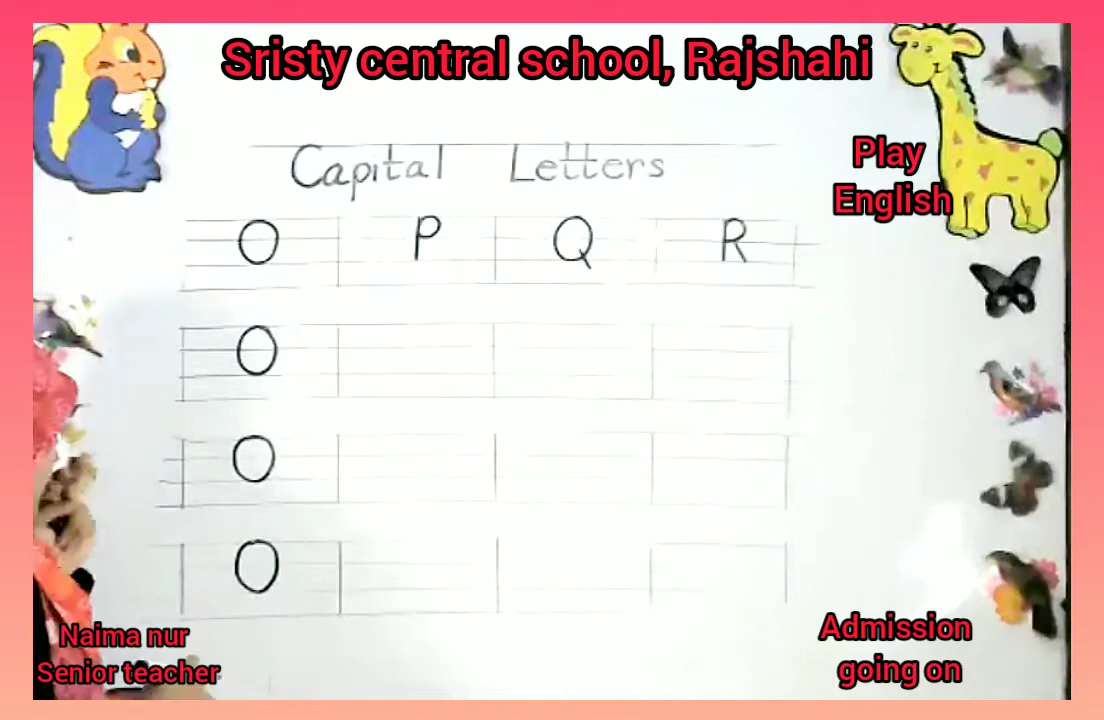 Sristy central school, Rajshahi
Play
English
Capital Letters
O P Q R
O
O
O
Naima nur
Senior teacher
Admission
going on